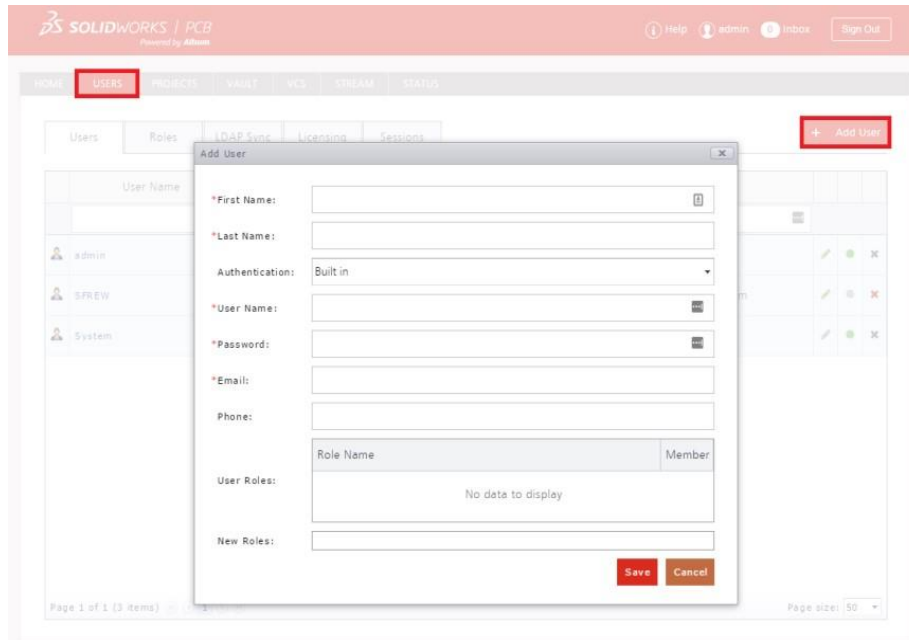 SOLIDWORKS | PCB
Powered by Altium
Help admin 0 Inbox Sign Out
HOME USERS PROJECTS VAULT VCS STREAM STATUS
Users Roles LDAP Sync Licensing Sessions
+ Add User
Add User
User Name
*First Name:
*Last Name:
admin
Authentication: Built in
SFREW
m
*User Name:
System
*Password:
*Email:
Phone:
Role Name Member
User Roles:
No data to display
New Roles:
Save Cancel
Page 1 of 1 (3 items) 1
Page size: 50